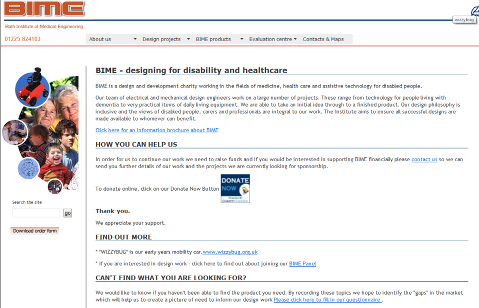 BIME
Bath Institute of Medical Engineering
01225 824103
About us
Design projects
BIME products
Evaluation centre
Contacts & Maps
wizzybug
BIME - designing for disability and healthcare
BIME is a design and development charity working in the fields of medicine, health care and assistive technology for disabled people.
Our team of electrical and mechanical design engineers work on a large number of projects. These range from technology for people living with
dementia to very practical items of daily living equipment. We are able to take an initial idea through to a finished product. Our design philosophy is
inclusive and the views of disabled people, carers and professionals are integral to our work. The Institute aims to ensure all successful designs are
made available to whomever can benefit.
Click here for an information brochure about BIME
HOW YOU CAN HELP US
In order for us to continue our work we need to raise funds and if you would be interested in supporting BIME financially please contact us so we can
send you further details of our work and the projects we are currently looking for sponsorship.
To donate online, click on our Donate Now Button
DONATE
NOW
Thank you.
We appreciate your support.
Search the site
go
Download order form
FIND OUT MORE
* "WIZZYBUG" is our early years mobility car. www.wizzybug.org.uk
* If you are interested in design work - click here to find out about joining our BIME Panel
CAN'T FIND WHAT YOU ARE LOOKING FOR?
We would like to know if you haven't been able to find the product you need. By recording these topics we hope to identify the "gaps" in the market
which will help us to create a picture of need to inform our design work Please click here to fill in our questionnaire .